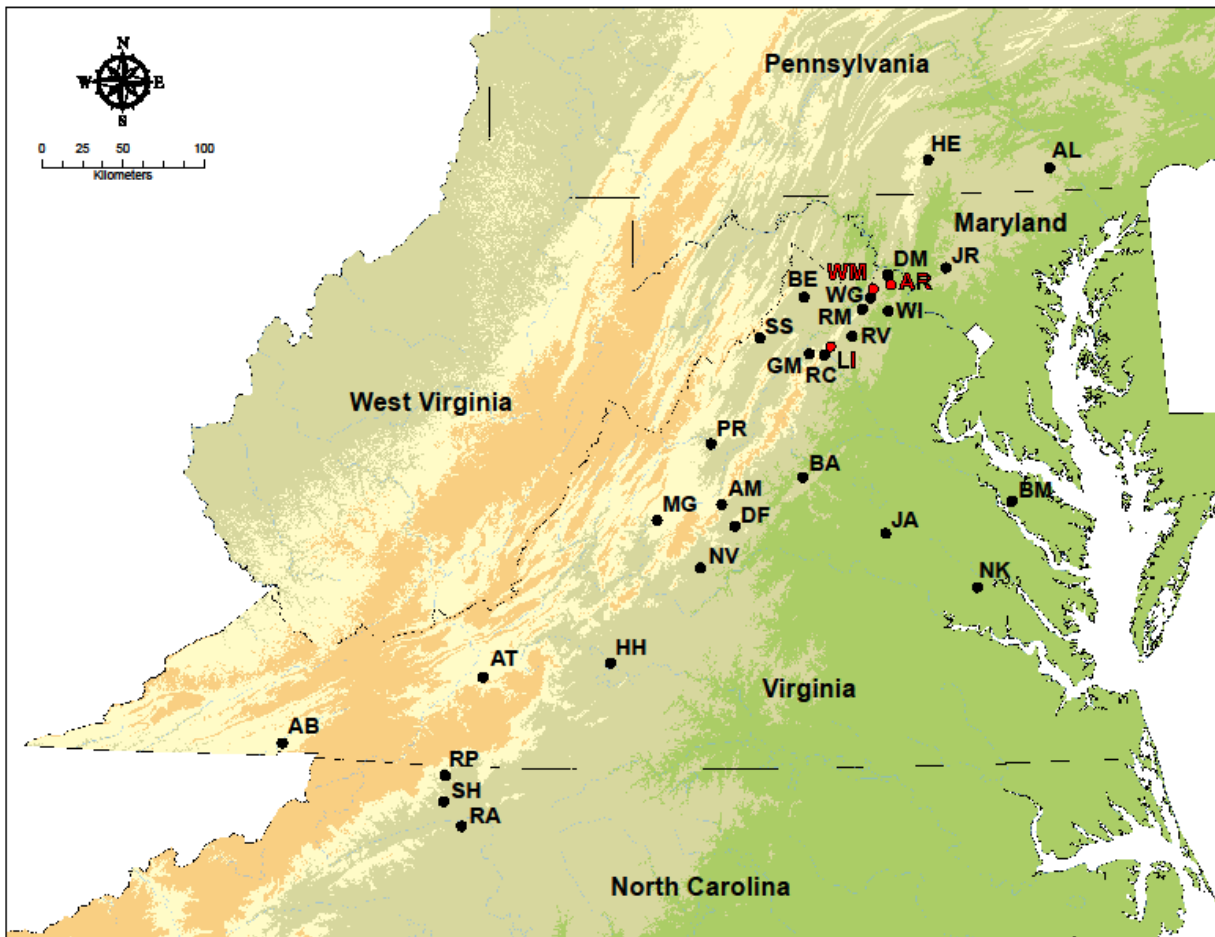 N
W E
S
0 25 50 100
Kilometers
Pennsylvania
HE
AL
Maryland
DM
JR
WM
AR
BE
WG
RM
WI
SS
RV
GM
RC
LI
West Virginia
PR
BA
AM
BM
MG
DF
JA
NV
NK
HH
AT
Virginia
AB
RP
SH
RA
North Carolina